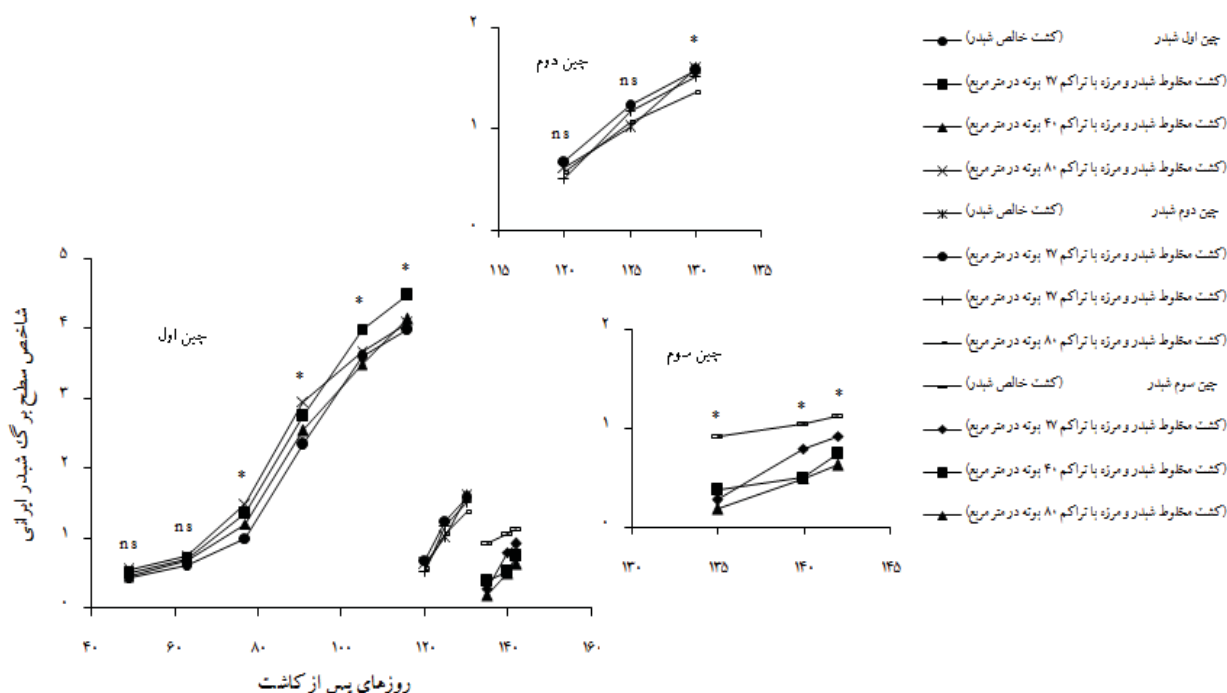 چین دوم
۲
۱
۰
ns
ns
*
۱۱۵ ۱۲۰ ۱۲۵ ۱۳۰ ۱۳۵
چین اول
شاخص سطح برگ شبدر ایرانی
۵
۴
۳
۲
۱
۰
ns
ns
*
*
*
*
۴۰ ۶۰ ۸۰ ۱۰۰ ۱۲۰ ۱۴۰ ۱۶۰
روزهای پس از کاشت
چین سوم
۲
۱
۰
*
*
*
۱۳۰ ۱۳۵ ۱۴۰ ۱۴۵
چین اول شبدر (کشت خالص شبدر)
(کشت مخلوط شبدر و مرزه با تراکم ۲۷ بوته در متر مربع)
(کشت مخلوط شبدر و مرزه با تراکم ۴۰ بوته در متر مربع)
(کشت مخلوط شبدر و مرزه با تراکم ۸۰ بوته در متر مربع)
چین دوم شبدر (کشت خالص شبدر)
(کشت مخلوط شبدر و مرزه با تراکم ۲۷ بوته در متر مربع)
(کشت مخلوط شبدر و مرزه با تراکم ۲۷ بوته در متر مربع)
(کشت مخلوط شبدر و مرزه با تراکم ۸۰ بوته در متر مربع)
چین سوم شبدر (کشت خالص شبدر)
(کشت مخلوط شبدر و مرزه با تراکم ۲۷ بوته در متر مربع)
(کشت مخلوط شبدر و مرزه با تراکم ۴۰ بوته در متر مربع)
(کشت مخلوط شبدر و مرزه با تراکم ۸۰ بوته در متر مربع)